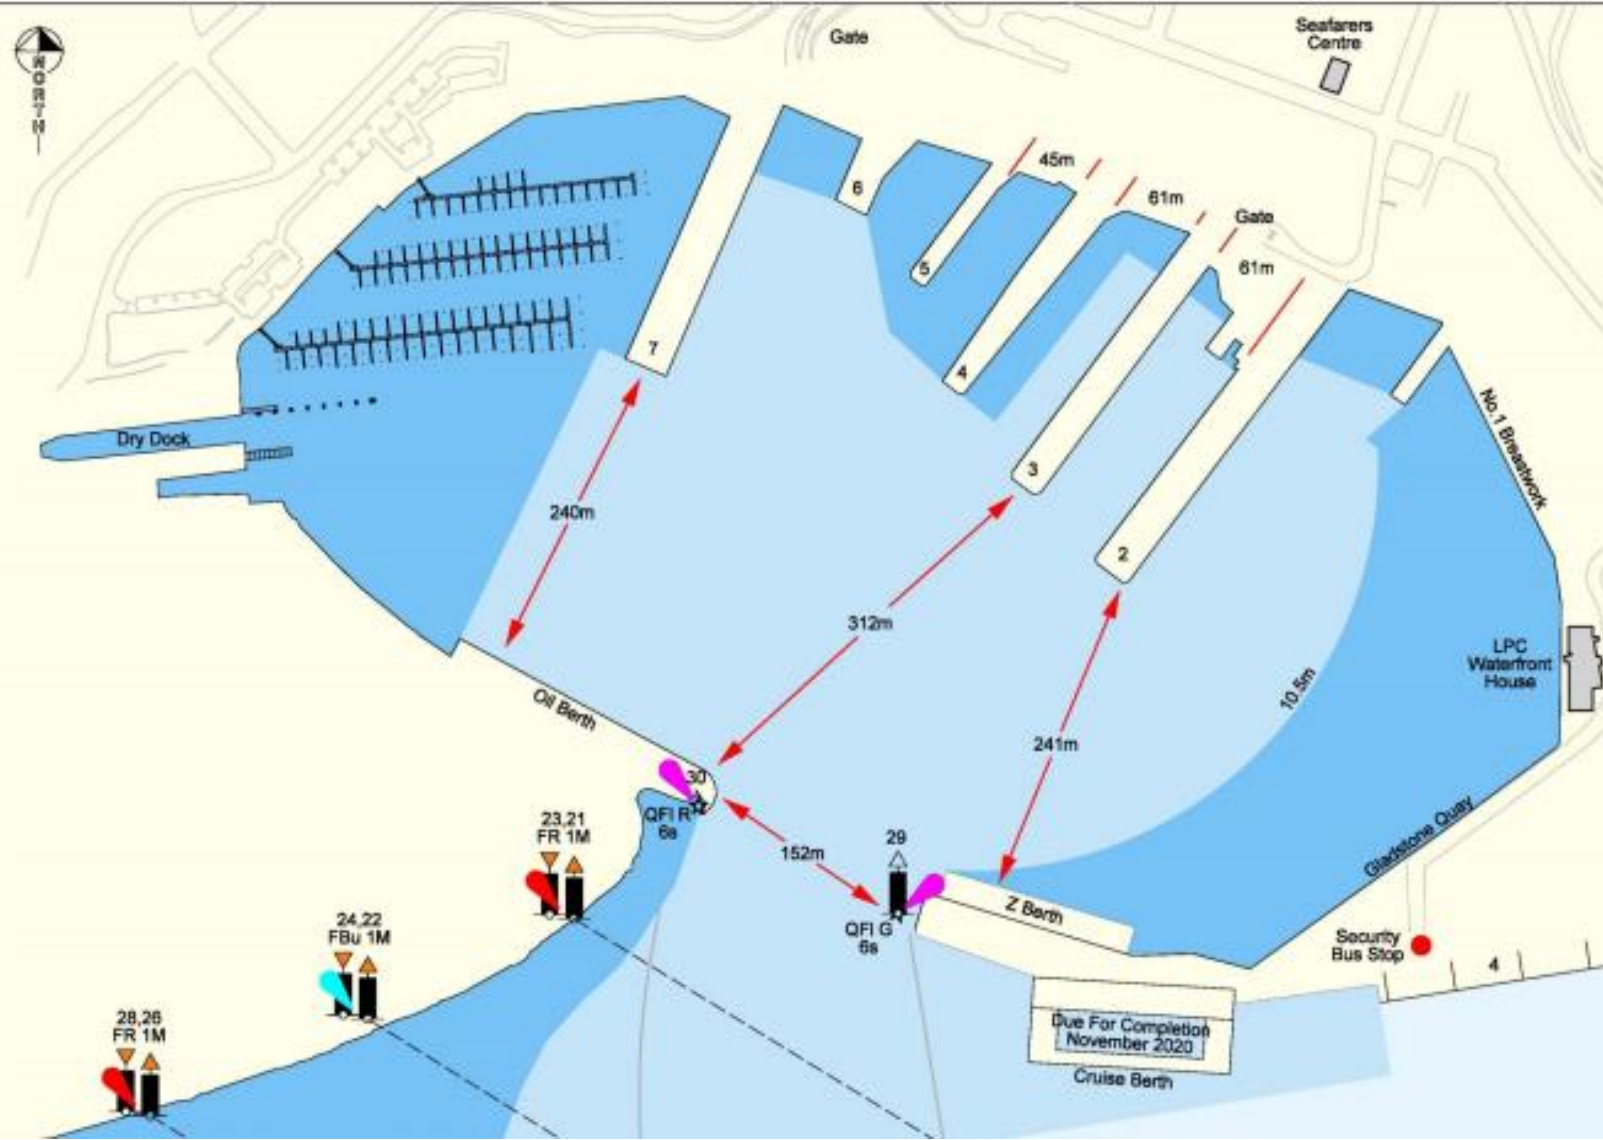 NORTH
Gate
Seafarers
Centre
45m
61m
Gate
61m
6
5
4
7
3
2
Dry Dock
240m
312m
241m
No.1 Breastwork
LPC
Waterfront
House
10.5m
Oil Berth
30
QFl R
6s
152m
29
QFl G
6s
Z Berth
Gladstone Quay
Security
Bus Stop
4
23,21
FR 1M
24,22
FBu 1M
28,26
FR 1M
Due For Completion
November 2020
Cruise Berth